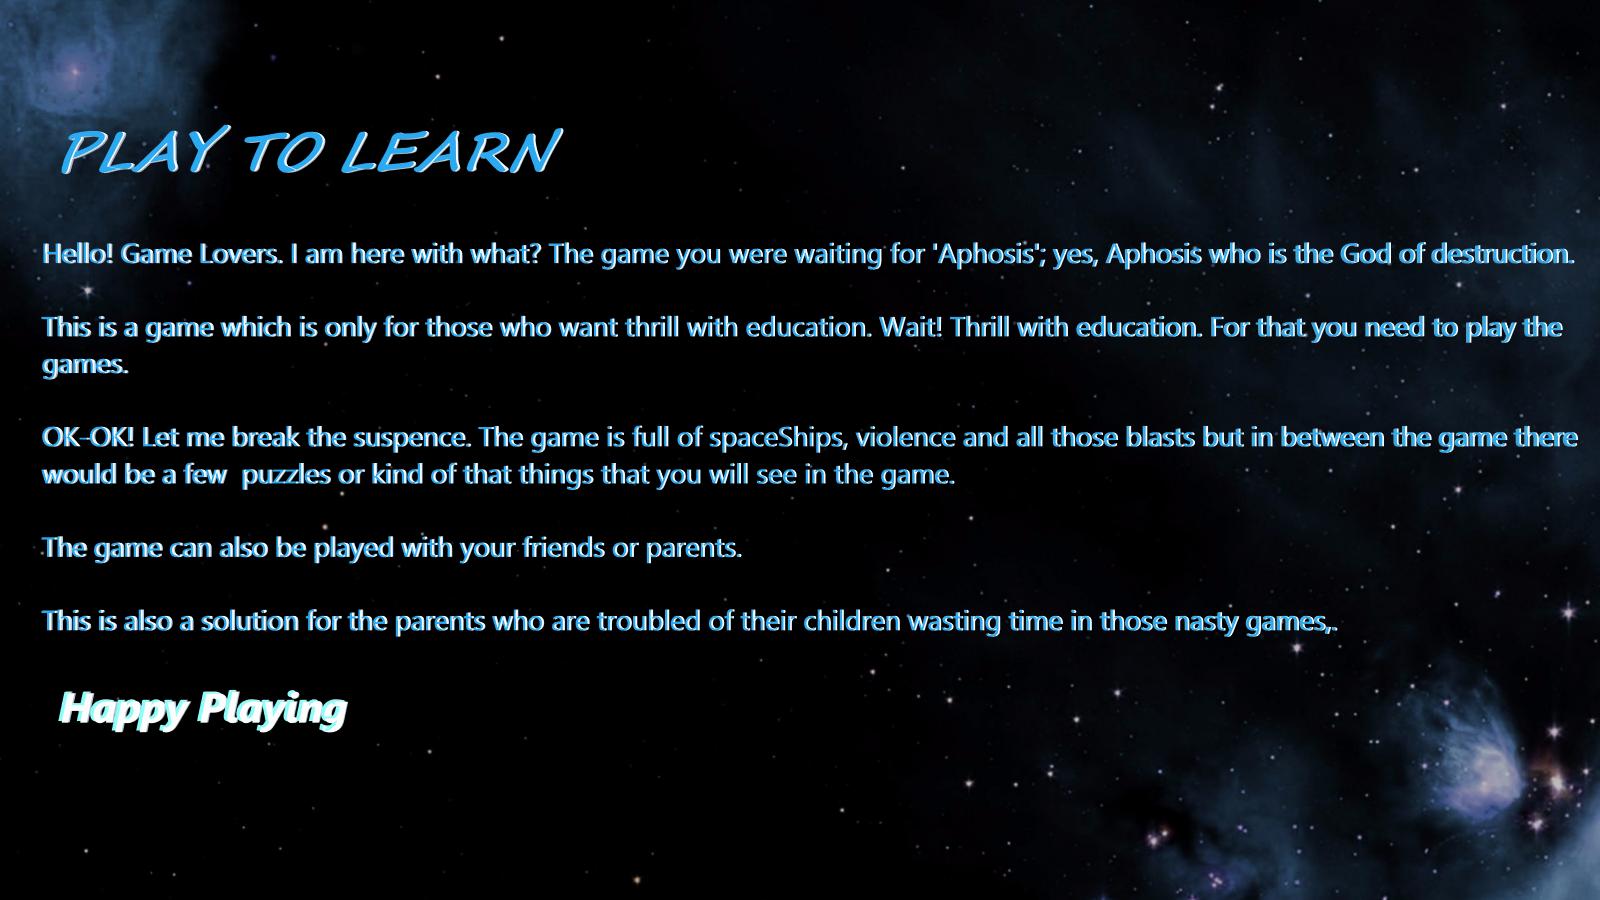 PLAY TO LEARN
Hello! Game Lovers. I am here with what? The game you were waiting for 'Aphosis'; yes, Aphosis who is the God of destruction.
This is a game which is only for those who want thrill with education. Wait! Thrill with education. For that you need to play the
games.
OK-OK! Let me break the suspence. The game is full of spaceShips, violence and all those blasts but in between the game there
would be a few  puzzles or kind of that things that you will see in the game.
The game can also be played with your friends or parents.
This is also a solution for the parents who are troubled of their children wasting time in those nasty games,.
Happy Playing